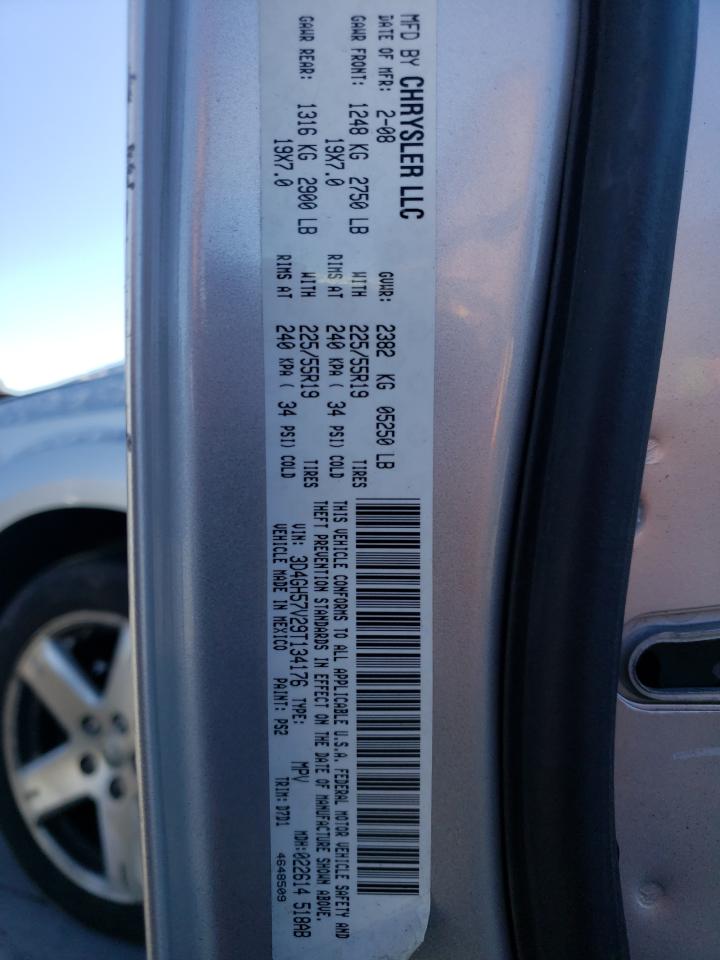 MFD BY CHRYSLER LLC
DATE OF MFR: 2-08 GVWR: 2382 KG 05250 LB
GAWR FRONT: 1248 KG 2750 LB WITH 225/55R19 TIRES
19X7.0 RIMS AT 240 KPA ( 34 PSI) COLD
GAWR REAR: 1316 KG 2900 LB WITH 225/55R19 TIRES
19X7.0 RIMS AT 240 KPA ( 34 PSI) COLD
THIS VEHICLE CONFORMS TO ALL APPLICABLE U.S.A. FEDERAL MOTOR VEHICLE SAFETY AND
THEFT PREVENTION STANDARDS IN EFFECT ON THE DATE OF MANUFACTURE SHOWN ABOVE.
VIN: 3D4GH57V29T134176 TYPE: MPV MDH:022614 518AB
VEHICLE MADE IN MEXICO PAINT: PS2 TRIM: D7D1 4648509